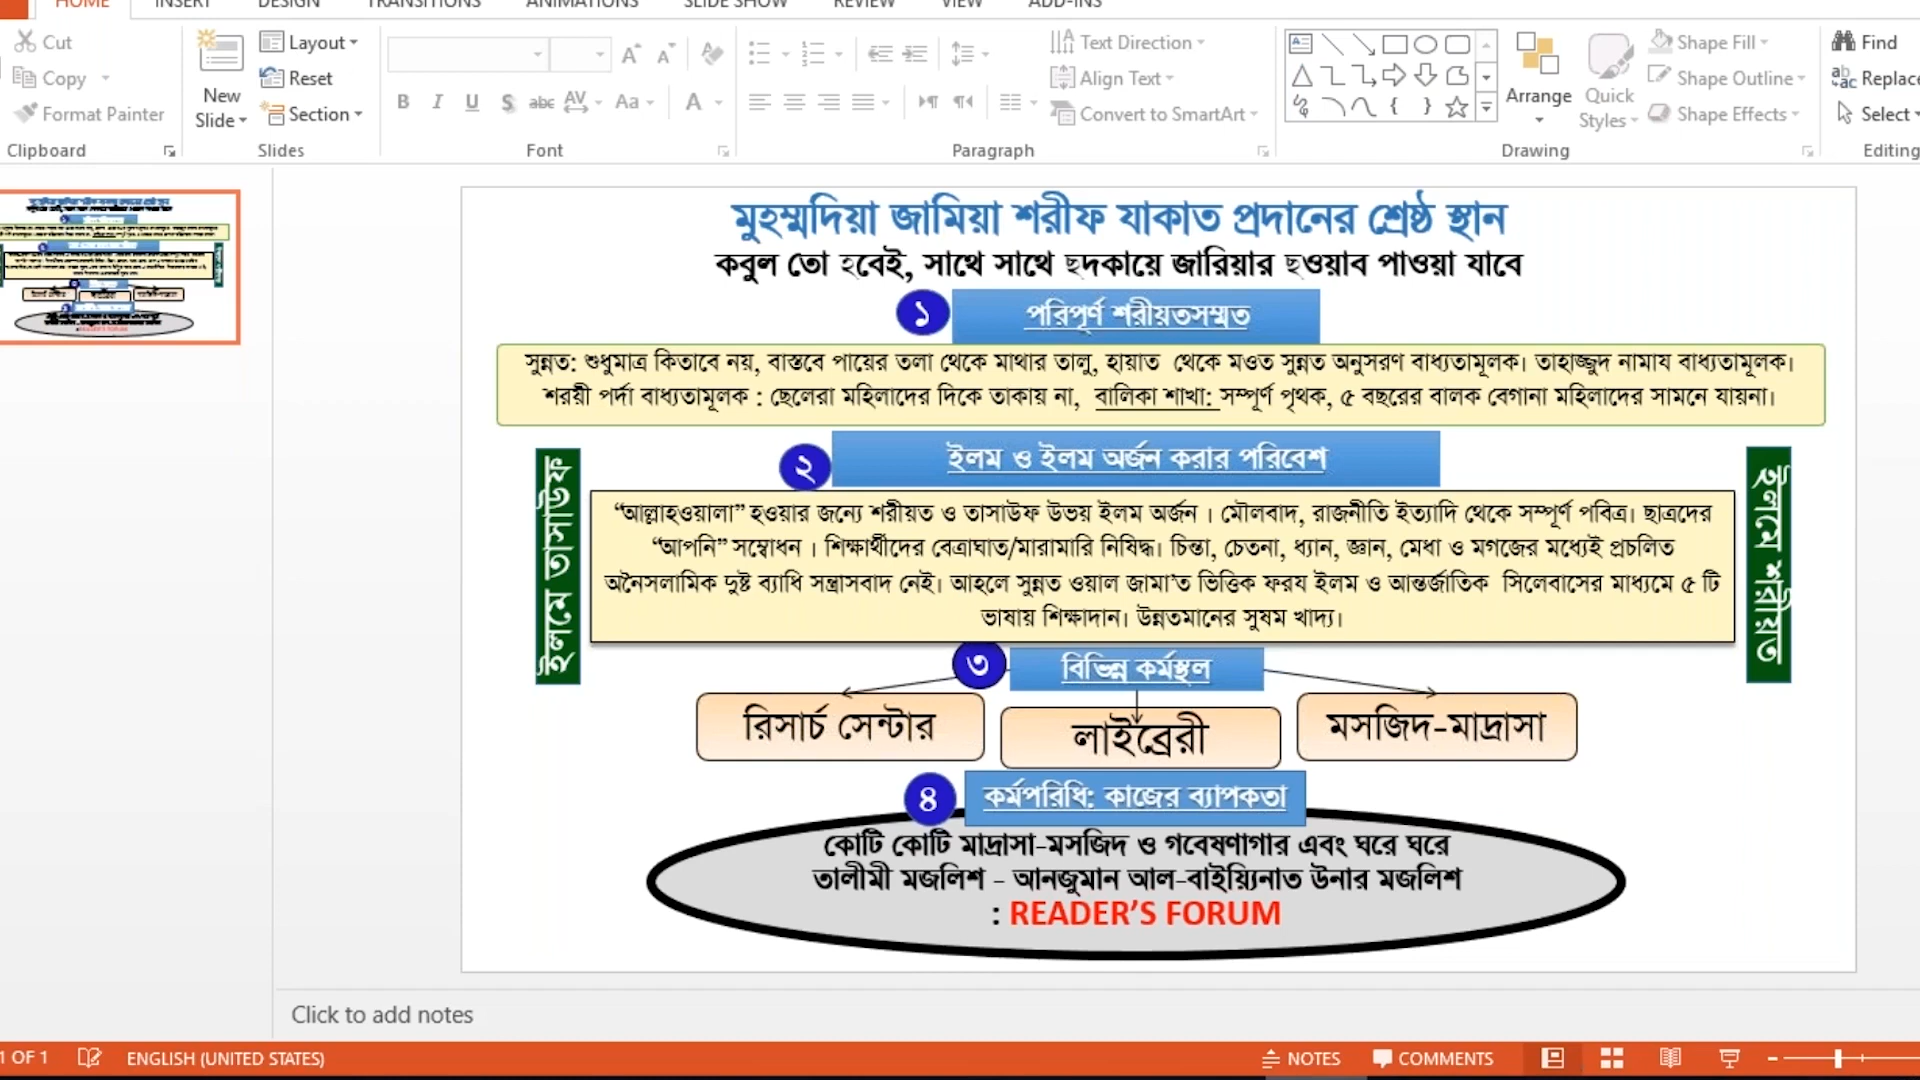 HOME INSERT DESIGN TRANSITIONS ANIMATIONS SLIDE SHOW REVIEW VIEW ADD-INS
Cut
Copy
Format Painter
Clipboard
New
Slide
Layout
Reset
Section
Slides
B I U S abc AV Aa A
Font
Text Direction
Align Text
Convert to SmartArt
Paragraph
Arrange
Quick
Styles
Shape Fill
Shape Outline
Shape Effects
Drawing
Find
Replace
Select
Editing
মুহম্মদিয়া জামিয়া শরীফ যাকাত প্রদানের শ্রেষ্ঠ স্থান
কবুল তো হবেই, সাথে সাথে ছদকায়ে জারিয়ার ছওয়াব পাওয়া যাবে
১ পরিপূর্ণ শরীয়তসম্মত
সুন্নত: শুধুমাত্র কিতাবে নয়, বাস্তবে পায়ের তলা থেকে মাথার তালু, হায়াত থেকে মওত সুন্নত অনুসরণ বাধ্যতামূলক। তাহাজ্জুদ নামায বাধ্যতামূলক।
শরয়ী পর্দা বাধ্যতামূলক : ছেলেরা মহিলাদের দিকে তাকায় না, বালিকা শাখা: সম্পূর্ণ পৃথক, ৫ বছরের বালক বেগানা মহিলাদের সামনে যায়না।
২ ইলম ও ইলম অর্জন করার পরিবেশ
ইলমে তাসাউফ
“আল্লাহওয়ালা” হওয়ার জন্যে শরীয়ত ও তাসাউফ উভয় ইলম অর্জন । মৌলবাদ, রাজনীতি ইত্যাদি থেকে সম্পূর্ণ পবিত্র। ছাত্রদের
“আপনি” সম্বোধন । শিক্ষার্থীদের বেত্রাঘাত/মারামারি নিষিদ্ধ। চিন্তা, চেতনা, ধ্যান, জ্ঞান, মেধা ও মগজের মধ্যেই প্রচলিত
অনৈসলামিক দুষ্ট ব্যাধি সন্ত্রাসবাদ নেই। আহলে সুন্নত ওয়াল জামা'ত ভিত্তিক ফরয ইলম ও আন্তর্জাতিক সিলেবাসের মাধ্যমে ৫ টি
ভাষায় শিক্ষাদান। উন্নতমানের সুষম খাদ্য।
ইলমে শরীয়ত
৩ বিভিন্ন কর্মস্থল
রিসার্চ সেন্টার
লাইব্রেরী
মসজিদ-মাদ্রাসা
৪ কর্মপরিধি: কাজের ব্যাপকতা
কোটি কোটি মাদ্রাসা-মসজিদ ও গবেষণাগার এবং ঘরে ঘরে
তালীমী মজলিশ - আনজুমান আল-বাইয়্যিনাত উনার মজলিশ
: READER’S FORUM
Click to add notes
1 OF 1 ENGLISH (UNITED STATES) NOTES COMMENTS